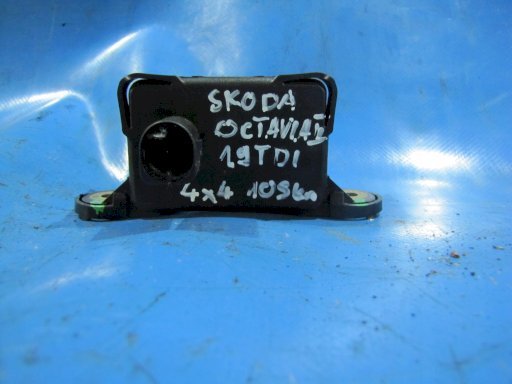 SKODA
OCTAVIA II
1,9TDI
4x4 105km